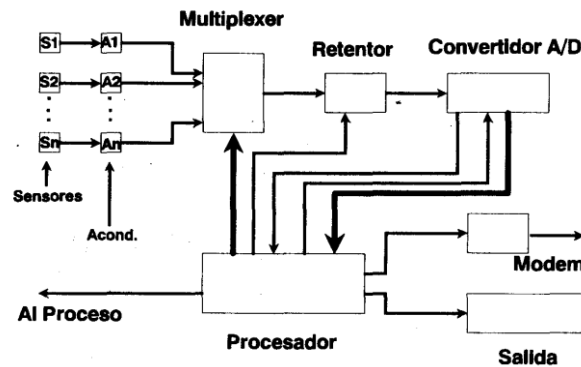 Multiplexer
Retentor
Convertidor A/D
S1
A1
S2
A2
Sn
An
Sensores
Acond.
Modem
Al Proceso
Procesador
Salida